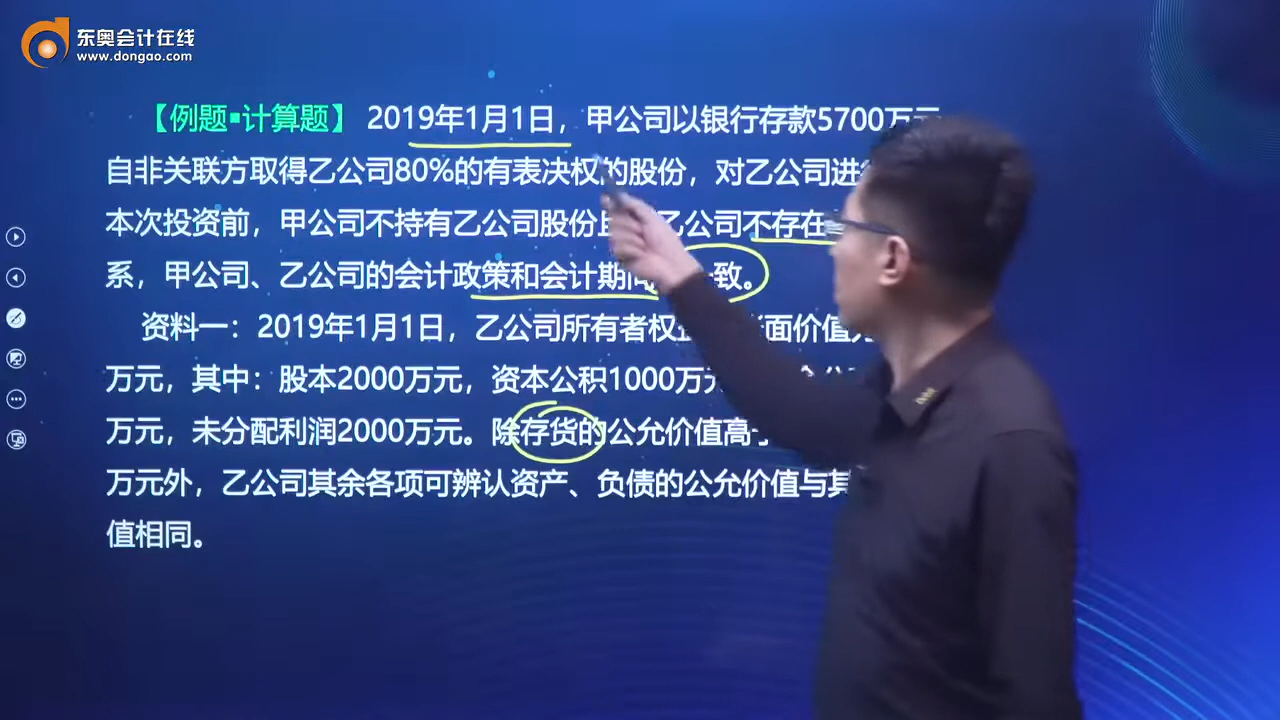 东奥会计在线
www.dongao.com
【例题·计算题】 2019年1月1日，甲公司以银行存款5700万元
自非关联方取得乙公司80%的有表决权的股份，对乙公司进
本次投资前，甲公司不持有乙公司股份 乙公司不存在
系，甲公司、乙公司的会计政策和会计期间 一致。
资料一：2019年1月1日，乙公司所有者权 面价值
万元，其中：股本2000万元，资本公积1000万
万元，未分配利润2000万元。除存货的公允价值高
万元外，乙公司其余各项可辨认资产、负债的公允价值与其
值相同。